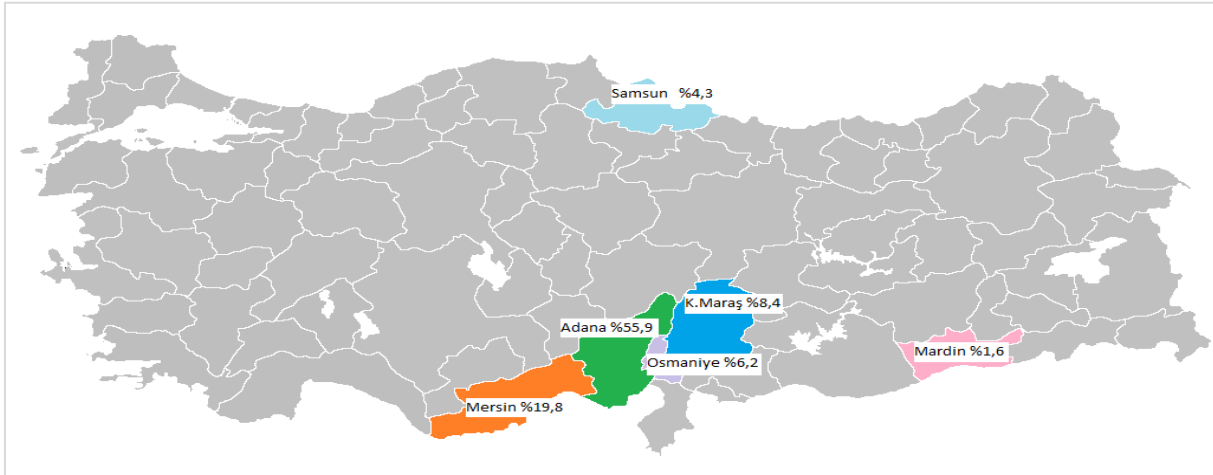 Samsun %4,3
K.Maraş %8,4
Adana %55,9
Mardin %1,6
Osmaniye %6,2
Mersin %19,8